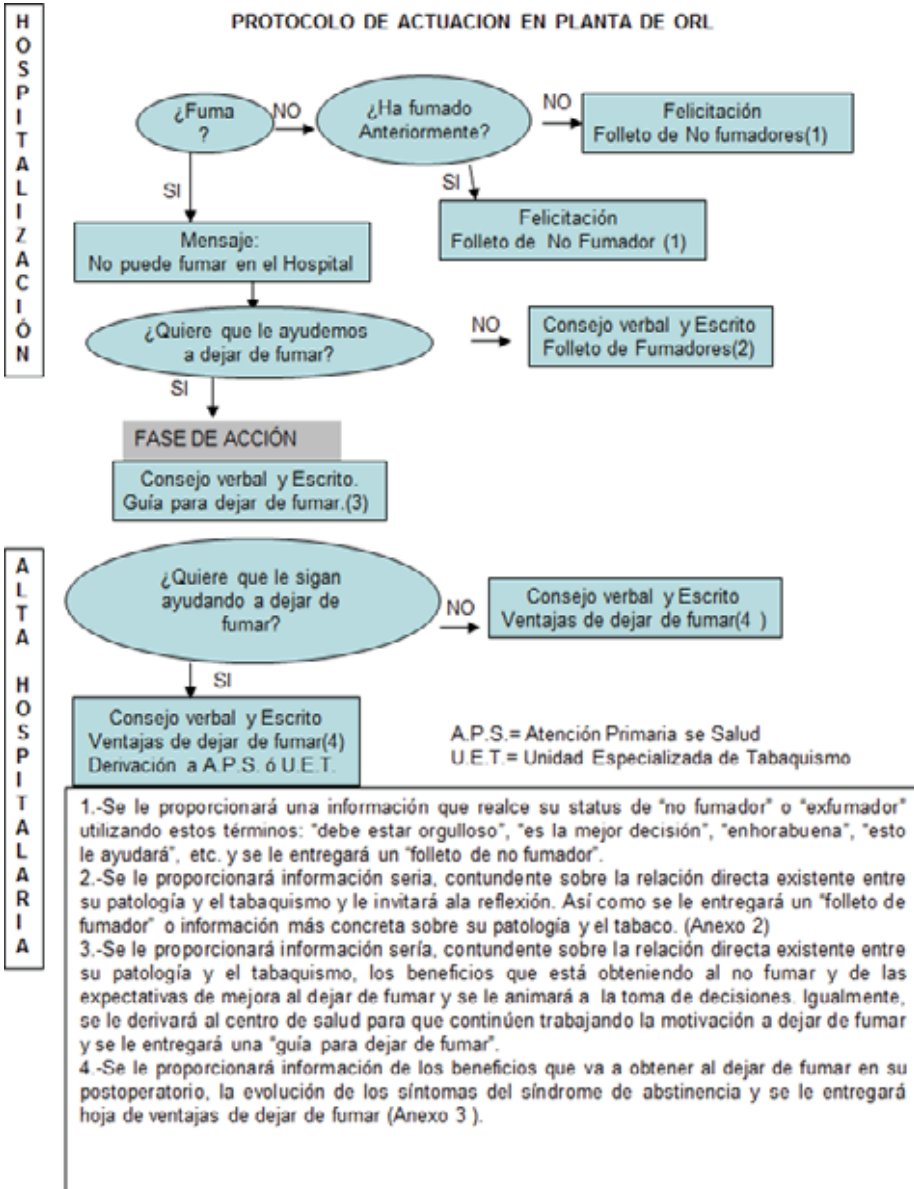 PROTOCOLO DE ACTUACION EN PLANTA DE ORL
HOSPITALIZACIÓN
¿Fuma
?
NO
¿Ha fumado
Anteriormente?
NO
Felicitación
Folleto de No fumadores(1)
SI
Felicitación
Folleto de No Fumador (1)
SI
Mensaje:
No puede fumar en el Hospital
¿Quiere que le ayudemos
a dejar de fumar?
NO
Consejo verbal y Escrito
Folleto de Fumadores(2)
SI
FASE DE ACCIÓN
Consejo verbal y Escrito.
Guía para dejar de fumar.(3)
ALTA HOSPITALARIA
¿Quiere que le sigan
ayudando a dejar de
fumar?
NO
Consejo verbal y Escrito
Ventajas de dejar de fumar(4 )
SI
Consejo verbal y Escrito
Ventajas de dejar de fumar(4)
Derivación a A.P.S. ó U.E.T.
A.P.S.= Atención Primaria se Salud
U.E.T.= Unidad Especializada de Tabaquismo
1.-Se le proporcionará una información que realce su status de "no fumador" o "exfumador"
utilizando estos términos: "debe estar orgulloso", "es la mejor decisión", "enhorabuena", "esto
le ayudará", etc. y se le entregará un "folleto de no fumador".
2.-Se le proporcionará información seria, contundente sobre la relación directa existente entre
su patología y el tabaquismo y le invitará ala reflexión. Así como se le entregará un "folleto de
fumador" o información más concreta sobre su patología y el tabaco. (Anexo 2)
3.-Se le proporcionará información sería, contundente sobre la relación directa existente entre
su patología y el tabaquismo, los beneficios que está obteniendo al no fumar y de las
expectativas de mejora al dejar de fumar y se le animará a la toma de decisiones. Igualmente,
se le derivará al centro de salud para que continúen trabajando la motivación a dejar de fumar
y se le entregará una "guía para dejar de fumar".
4.-Se le proporcionará información de los beneficios que va a obtener al dejar de fumar en su
postoperatorio, la evolución de los síntomas del síndrome de abstinencia y se le entregará
hoja de ventajas de dejar de fumar (Anexo 3 ).